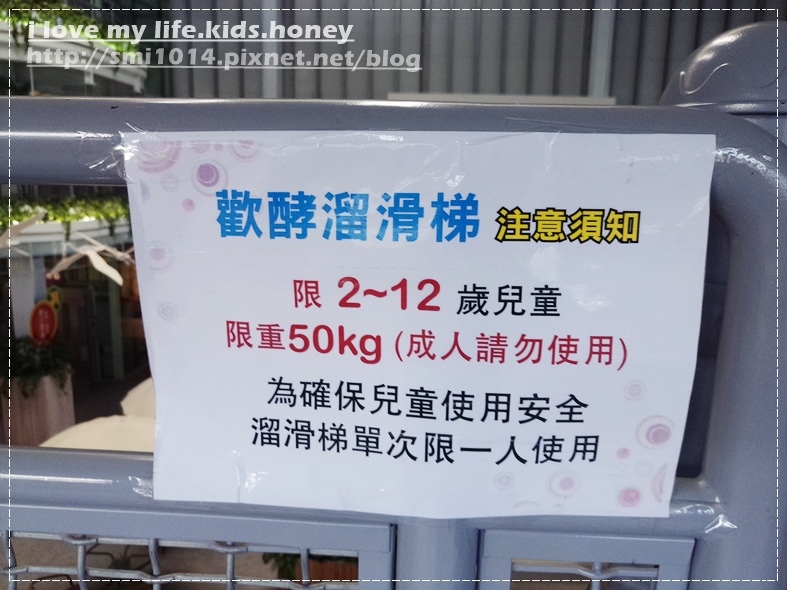 i love my life.kids.honey
http://smi1014.pixnet.net/blog
歡酵溜滑梯 注意須知
限 2~12 歲兒童
限重50kg (成人請勿使用)
為確保兒童使用安全
溜滑梯單次限一人使用